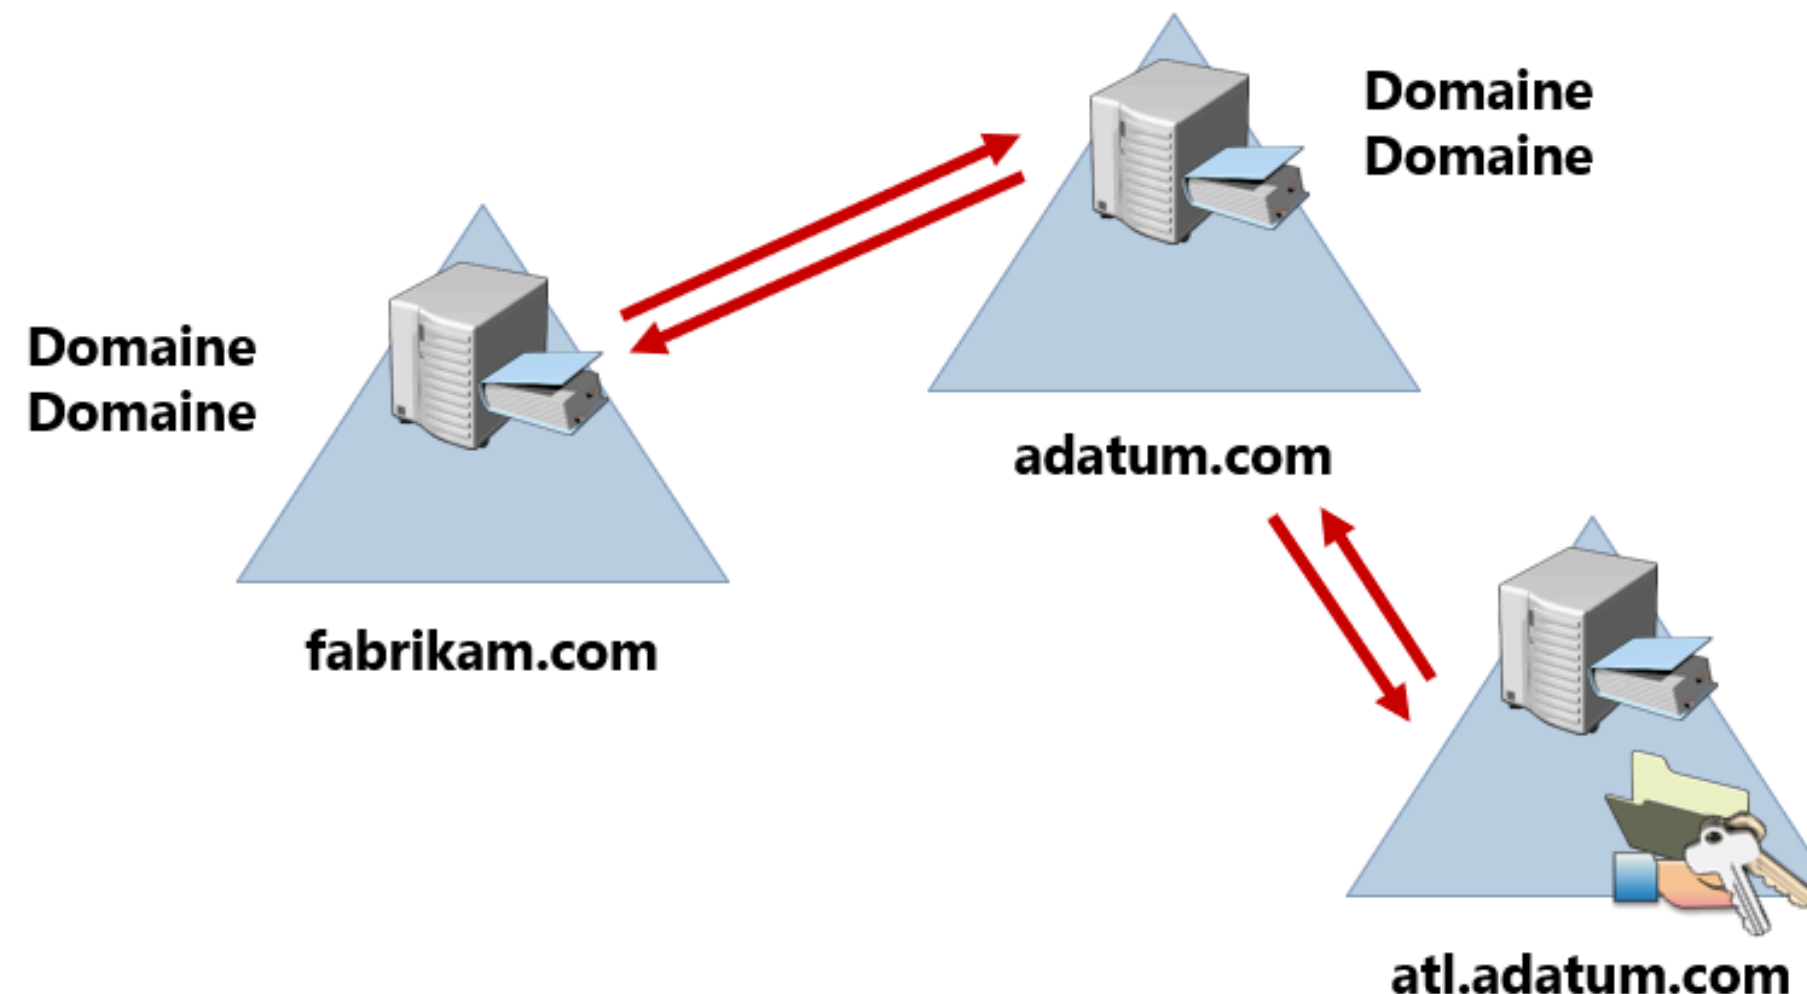 Domaine
Domaine
adatum.com
Domaine
Domaine
fabrikam.com
atl.adatum.com